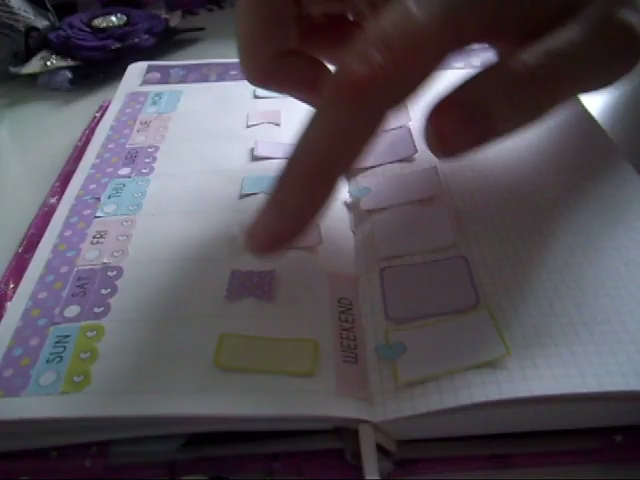 MON
TUE
WED
THU
FRI
SAT
SUN
WEEKEND